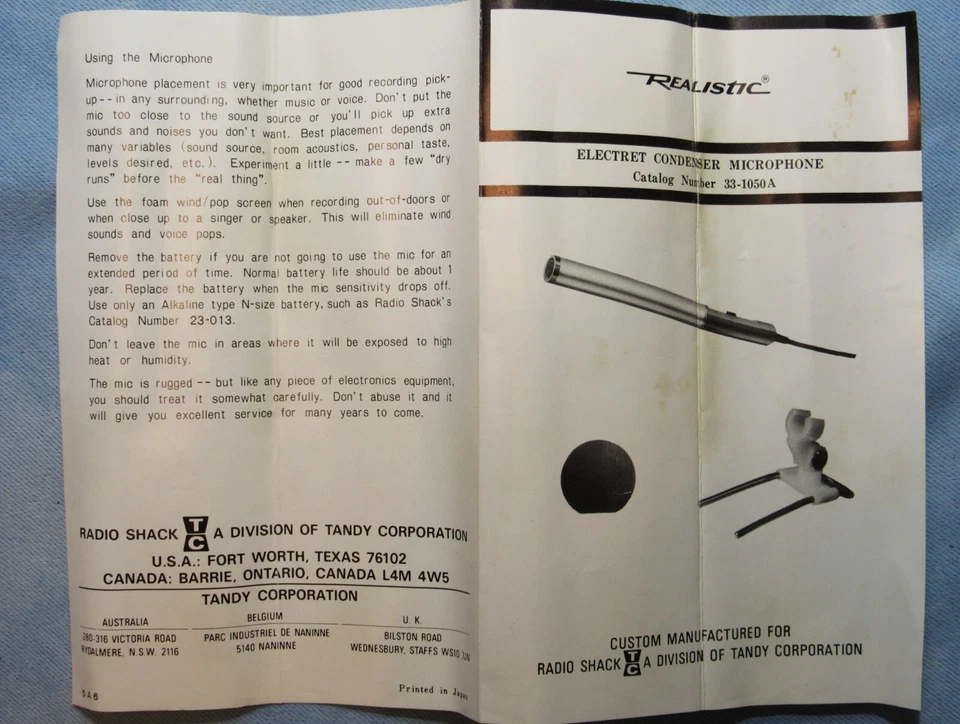 Using the Microphone
Microphone placement is very important for good recording pick-
up--in any surrounding, whether music or voice. Don't put the
mic too close to the sound source or you'll pick up extra
sounds and noises you don't want. Best placement depends on
many variables (sound source, room acoustics, personal taste,
levels desired, etc.). Experiment a little -- make a few "dry
runs" before the "real thing".
Use the foam wind/pop screen when recording out-of-doors or
when close up to a singer or speaker. This will eliminate wind
sounds and voice pops.
Remove the battery if you are not going to use the mic for an
extended period of time. Normal battery life should be about 1
year. Replace the battery when the mic sensitivity drops off.
Use only an Alkaline type N-size battery, such as Radio Shack's
Catalog Number 23-013.
Don't leave the mic in areas where it will be exposed to high
heat or humidity.
The mic is rugged -- but like any piece of electronics equipment,
you should treat it somewhat carefully. Don't abuse it and it
will give you excellent service for many years to come.
RADIO SHACK TC A DIVISION OF TANDY CORPORATION
U.S.A.: FORT WORTH, TEXAS 76102
CANADA: BARRIE, ONTARIO, CANADA L4M 4W5
TANDY CORPORATION
AUSTRALIA
280-316 VICTORIA ROAD
RYDALMERE, N.S.W. 2116
BELGIUM
PARC INDUSTRIEL DE NANINNE
5140 NANINNE
U. K.
BILSTON ROAD
WEDNESBURY, STAFFS WS10 7JN
5A6
Printed in Japan
REALISTIC®
ELECTRET CONDENSER MICROPHONE
Catalog Number 33-1050A
CUSTOM MANUFACTURED FOR
RADIO SHACK TC A DIVISION OF TANDY CORPORATION